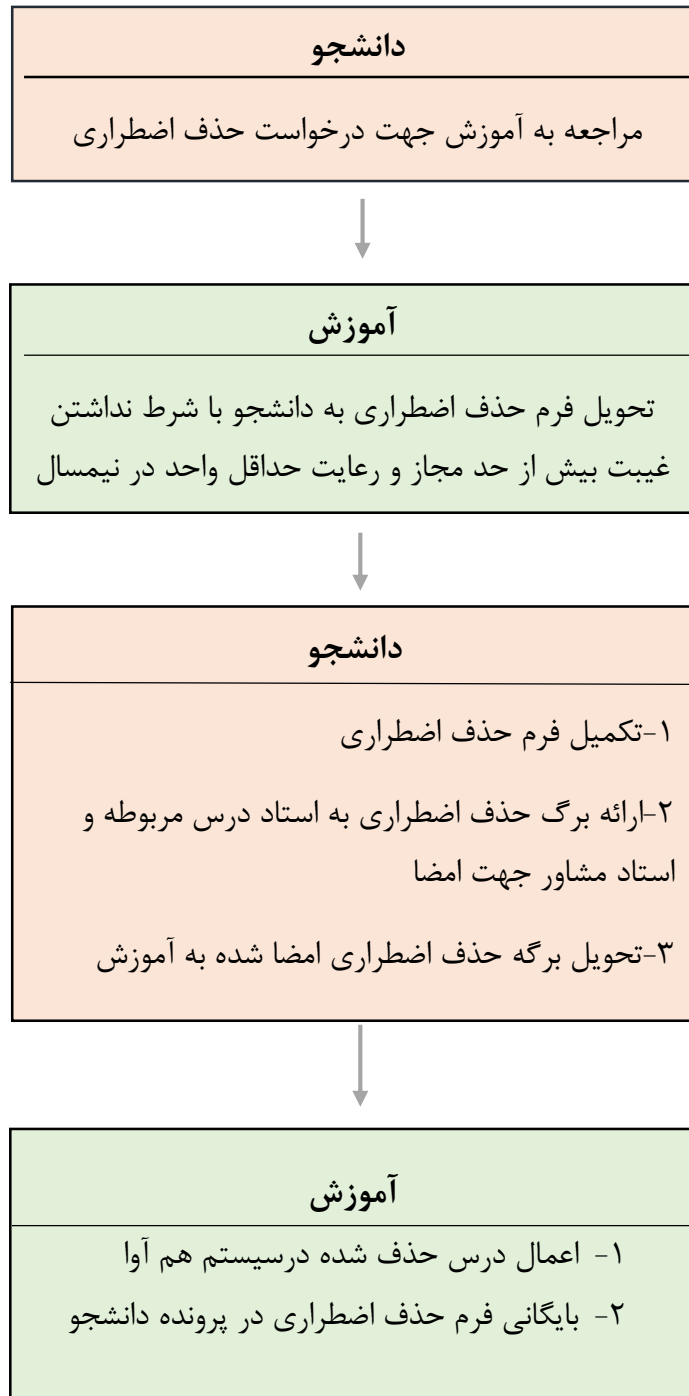 دانشجو
مراجعه به آموزش جهت درخواست حذف اضطراری
آموزش
تحویل فرم حذف اضطراری به دانشجو با شرط نداشتن
غیبت بیش از حد مجاز و رعایت حداقل واحد در نیمسال
دانشجو
۱-تکمیل فرم حذف اضطراری
۲-ارائه برگ حذف اضطراری به استاد درس مربوطه و
استاد مشاور جهت امضا
۳-تحویل برگه حذف اضطراری امضا شده به آموزش
آموزش
۱- اعمال درس حذف شده درسیستم هم آوا
۲- بایگانی فرم حذف اضطراری در پرونده دانشجو